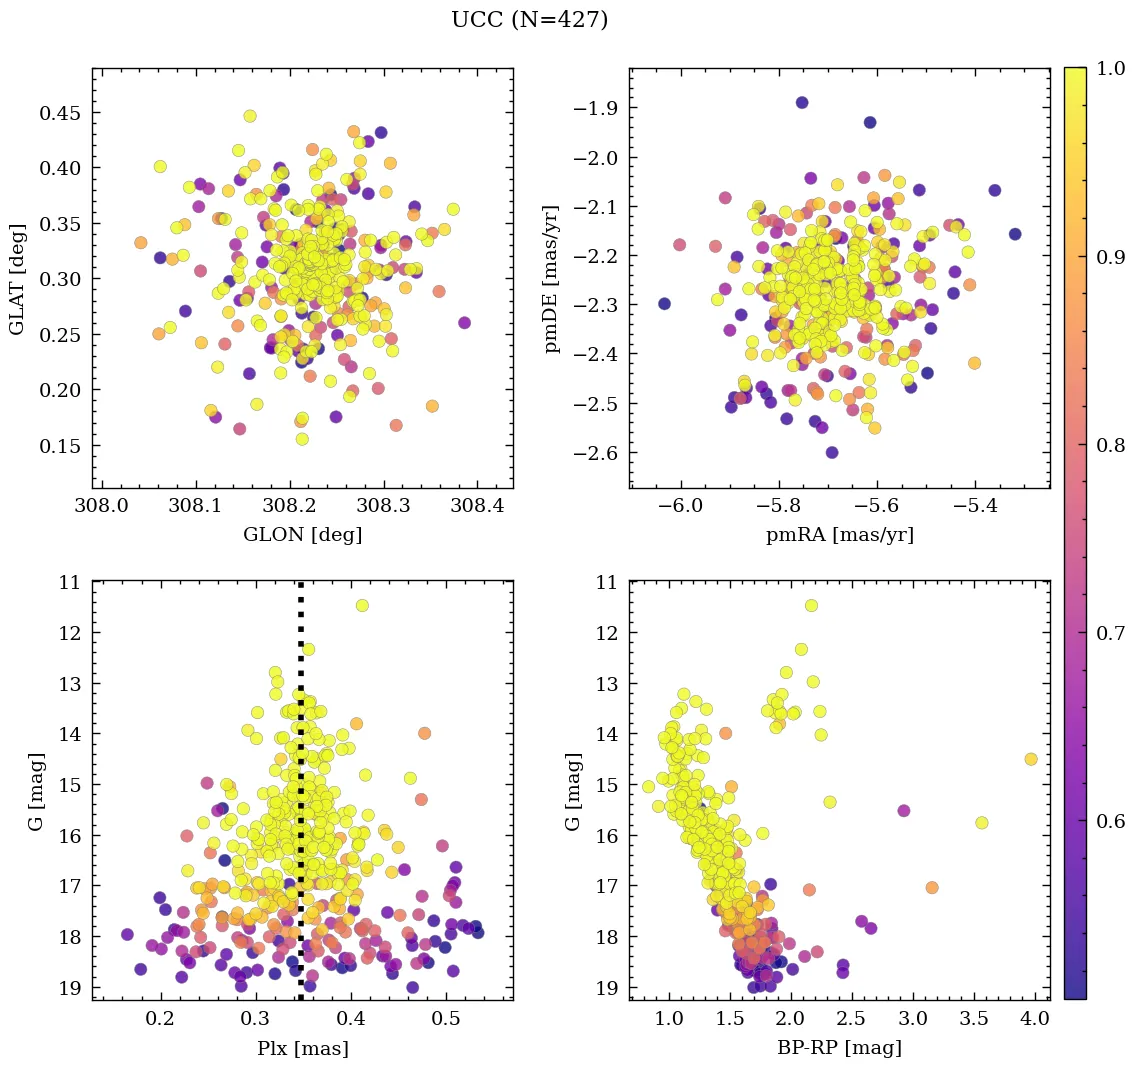 UCC (N=427)
0.45
0.40
0.35
0.30
0.25
0.20
0.15
GLAT [deg]
308.0 308.1 308.2 308.3 308.4
GLON [deg]
−1.9
−2.0
−2.1
−2.2
−2.3
−2.4
−2.5
−2.6
pmDE [mas/yr]
−6.0 −5.8 −5.6 −5.4
pmRA [mas/yr]
1.0
0.9
0.8
0.7
0.6
11
12
13
14
15
16
17
18
19
G [mag]
0.2 0.3 0.4 0.5
Plx [mas]
11
12
13
14
15
16
17
18
19
G [mag]
1.0 1.5 2.0 2.5 3.0 3.5 4.0
BP-RP [mag]